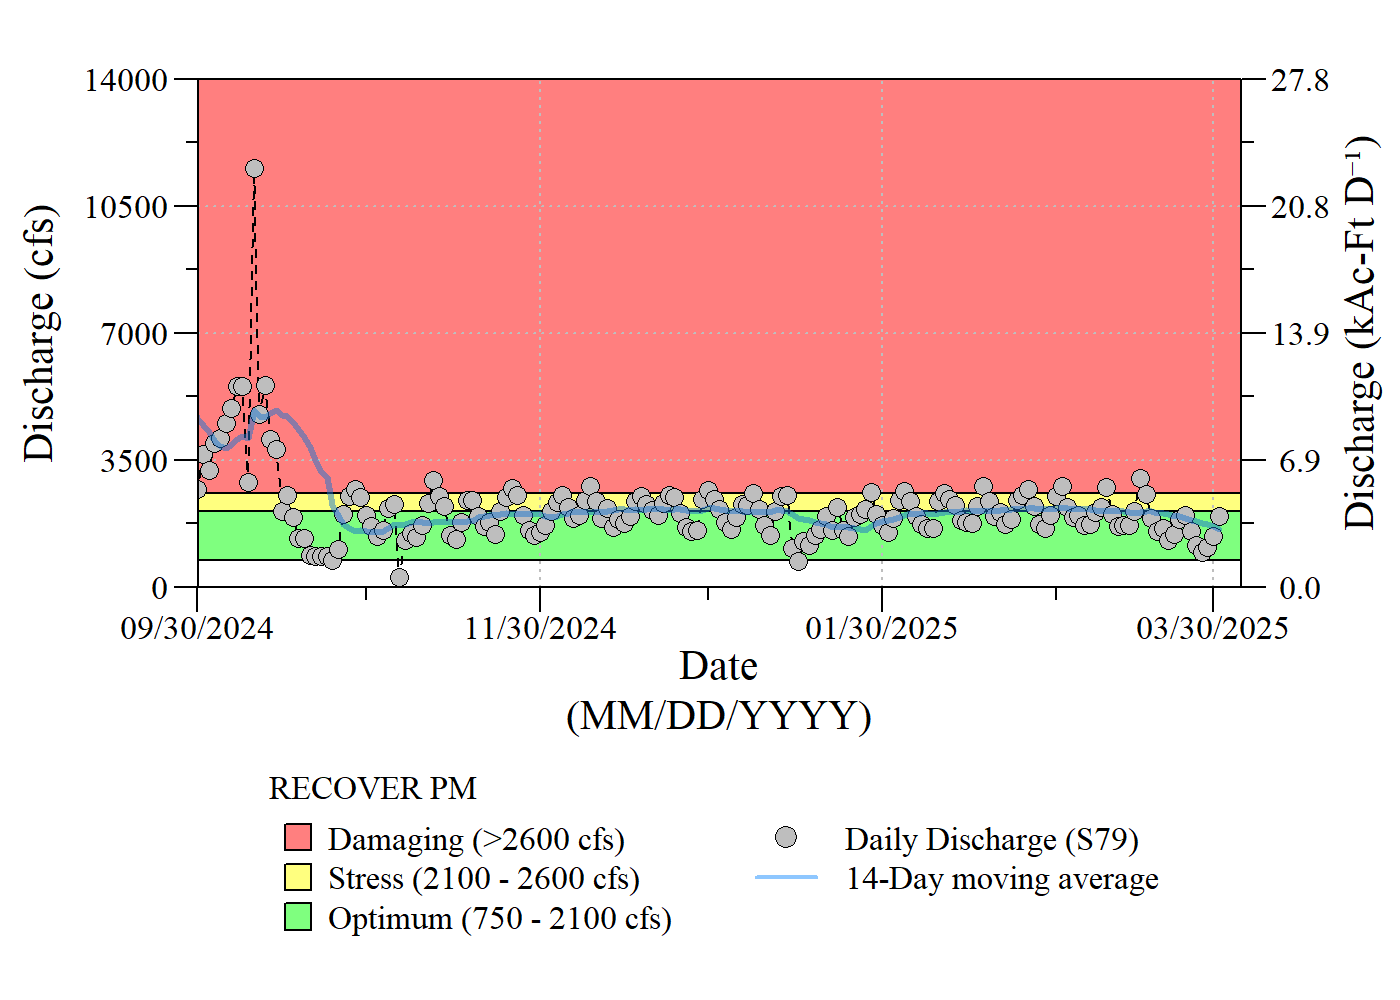 14000
10500
7000
3500
0
Discharge (cfs)
27.8
20.8
13.9
6.9
0.0
Discharge (kAc-Ft D⁻¹)
09/30/2024
11/30/2024
01/30/2025
03/30/2025
Date
(MM/DD/YYYY)
RECOVER PM
Damaging (>2600 cfs)
Stress (2100 - 2600 cfs)
Optimum (750 - 2100 cfs)
Daily Discharge (S79)
14-Day moving average